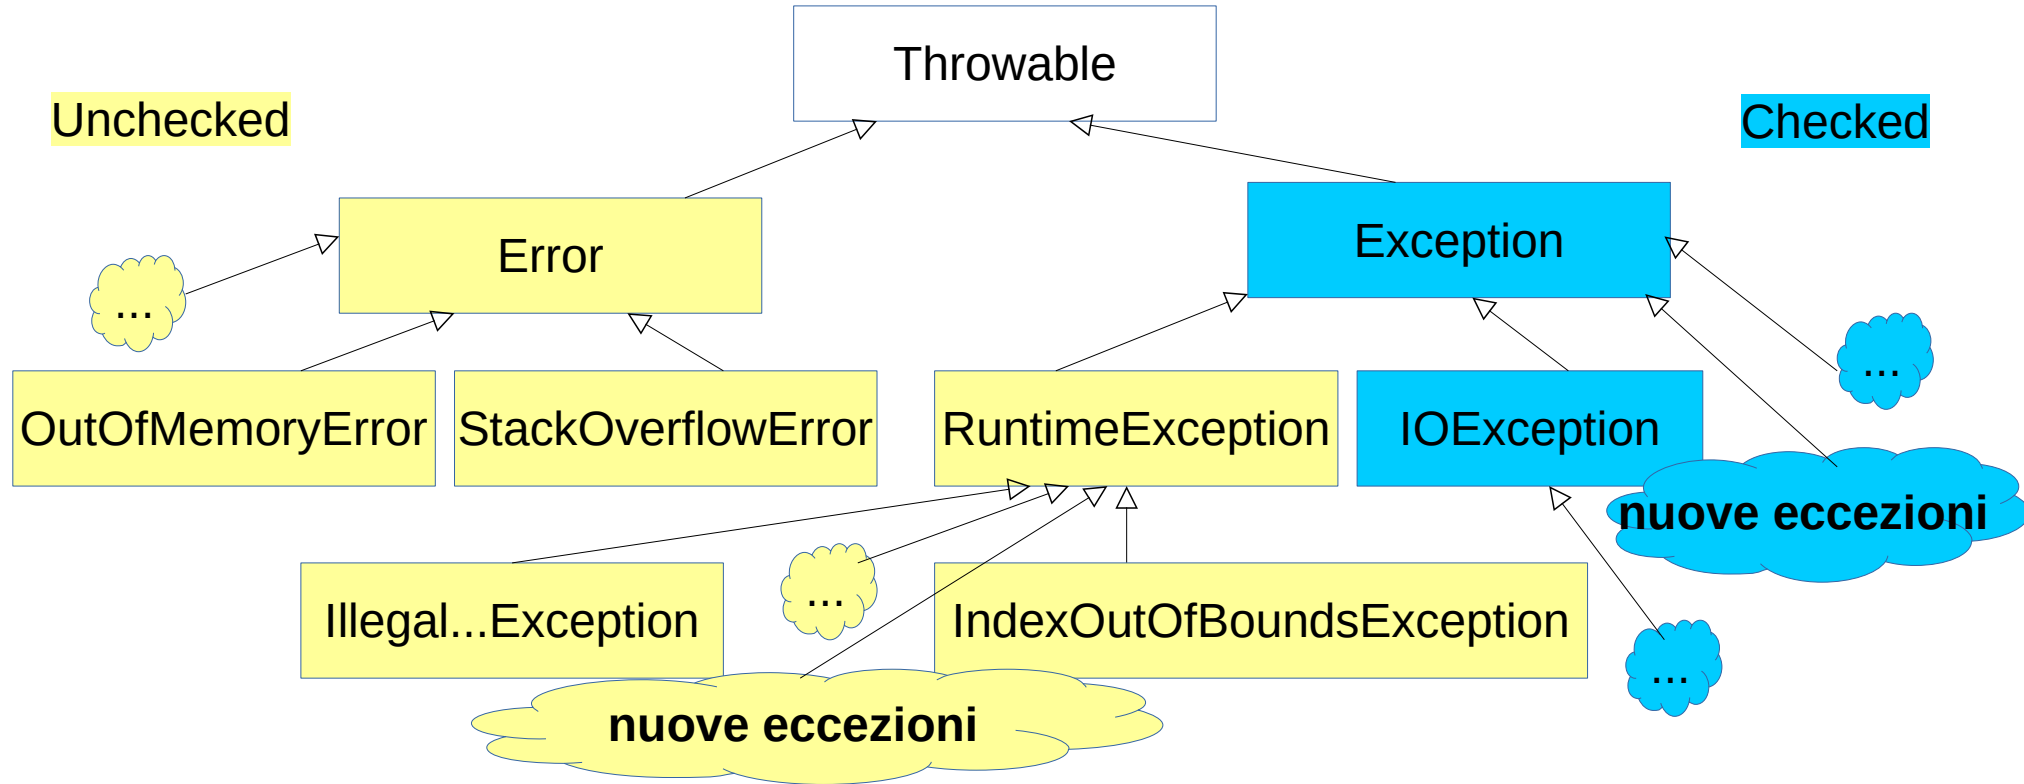 Throwable
Unchecked
Checked
Error
Exception
...
...
OutOfMemoryError
StackOverflowError
RuntimeException
IOException
nuove eccezioni
...
Illegal...Exception
IndexOutOfBoundsException
...
nuove eccezioni